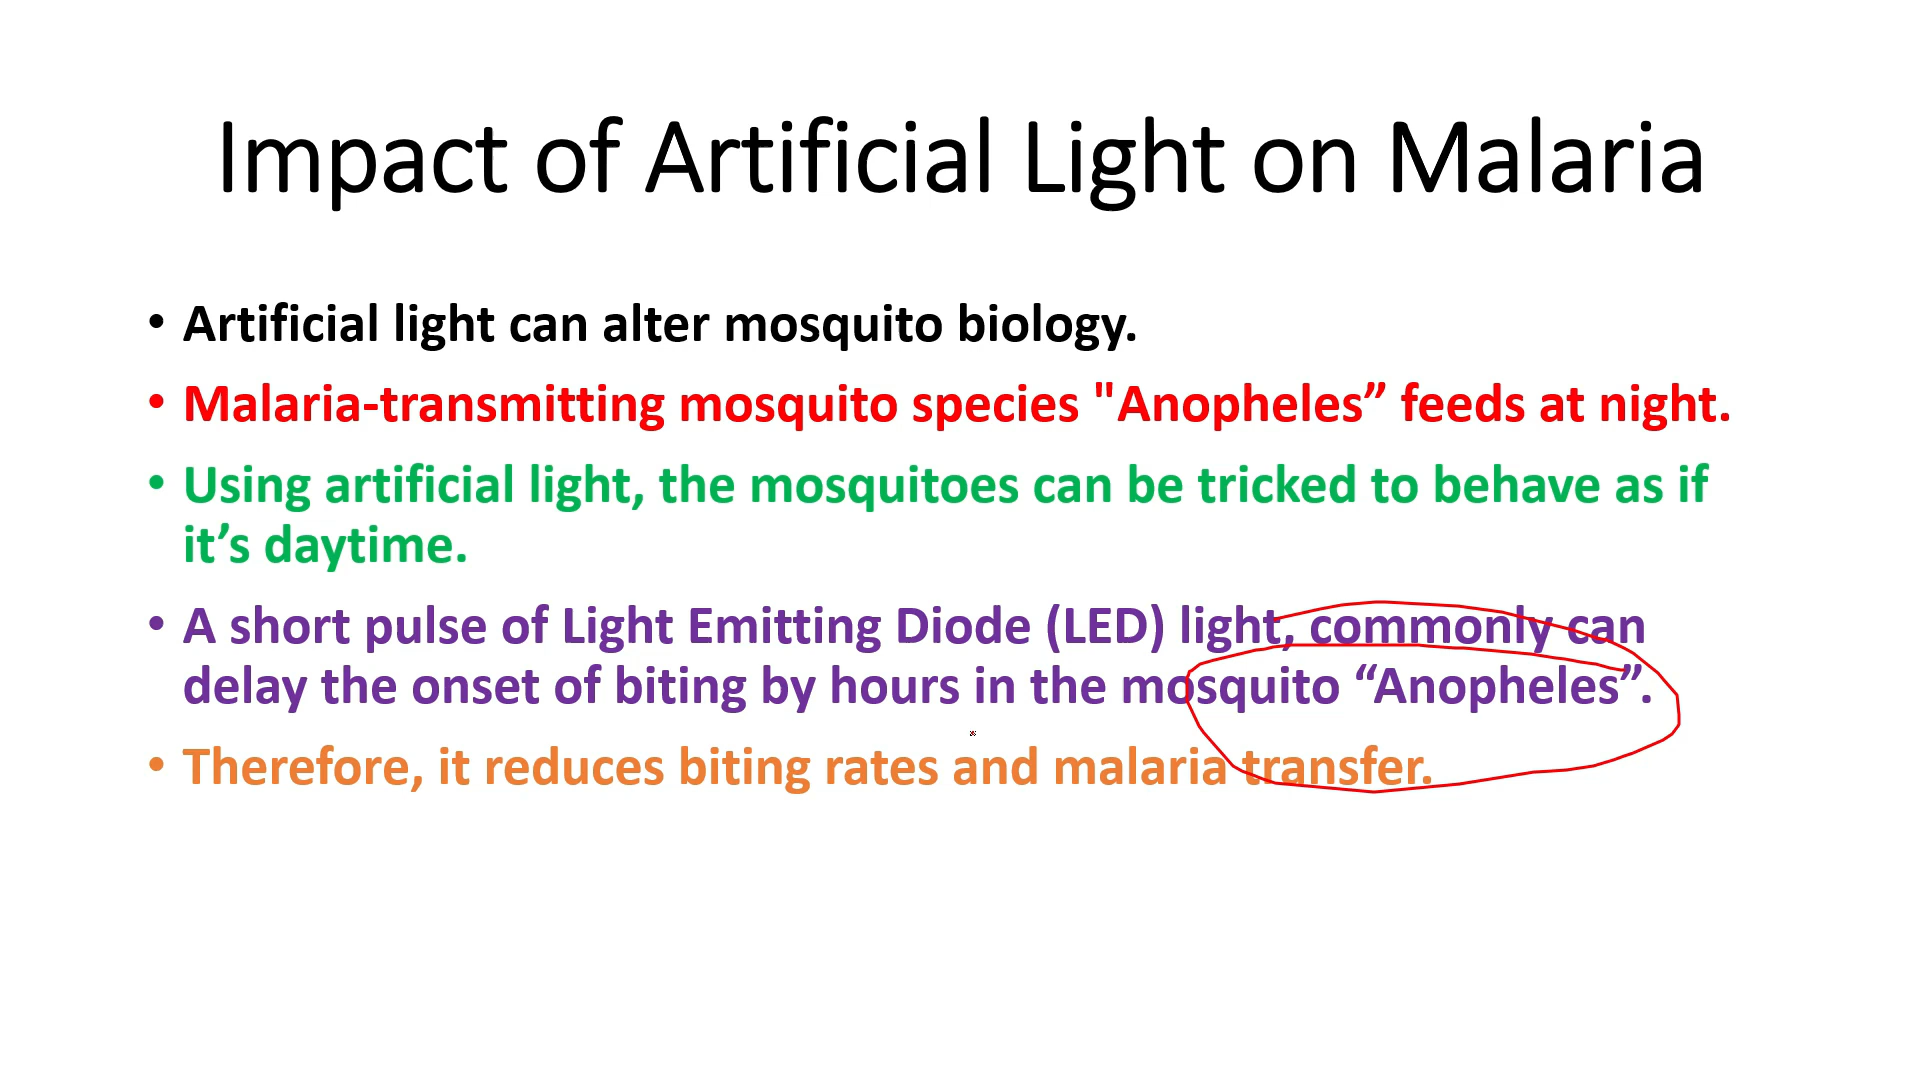 Impact of Artificial Light on Malaria
• Artificial light can alter mosquito biology.
• Malaria-transmitting mosquito species "Anopheles” feeds at night.
• Using artificial light, the mosquitoes can be tricked to behave as if
it’s daytime.
• A short pulse of Light Emitting Diode (LED) light, commonly can
delay the onset of biting by hours in the mosquito “Anopheles”.
• Therefore, it reduces biting rates and malaria transfer.